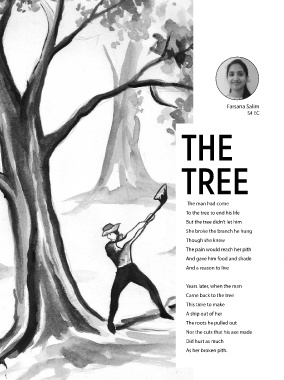 Farsana Salim
S4 EC
THE
TREE
The man had come
To the tree to end his life
But the tree didn't let him
She broke the branch he hung
Though she knew
The pain would reach her pith
And gave him food and shade
And a reason to live
Years later, when the man
Came back to the tree
This time to make
A ship out of her
The roots he pulled out
Nor the cuts that his axe made
Did hurt as much
As her broken pith.